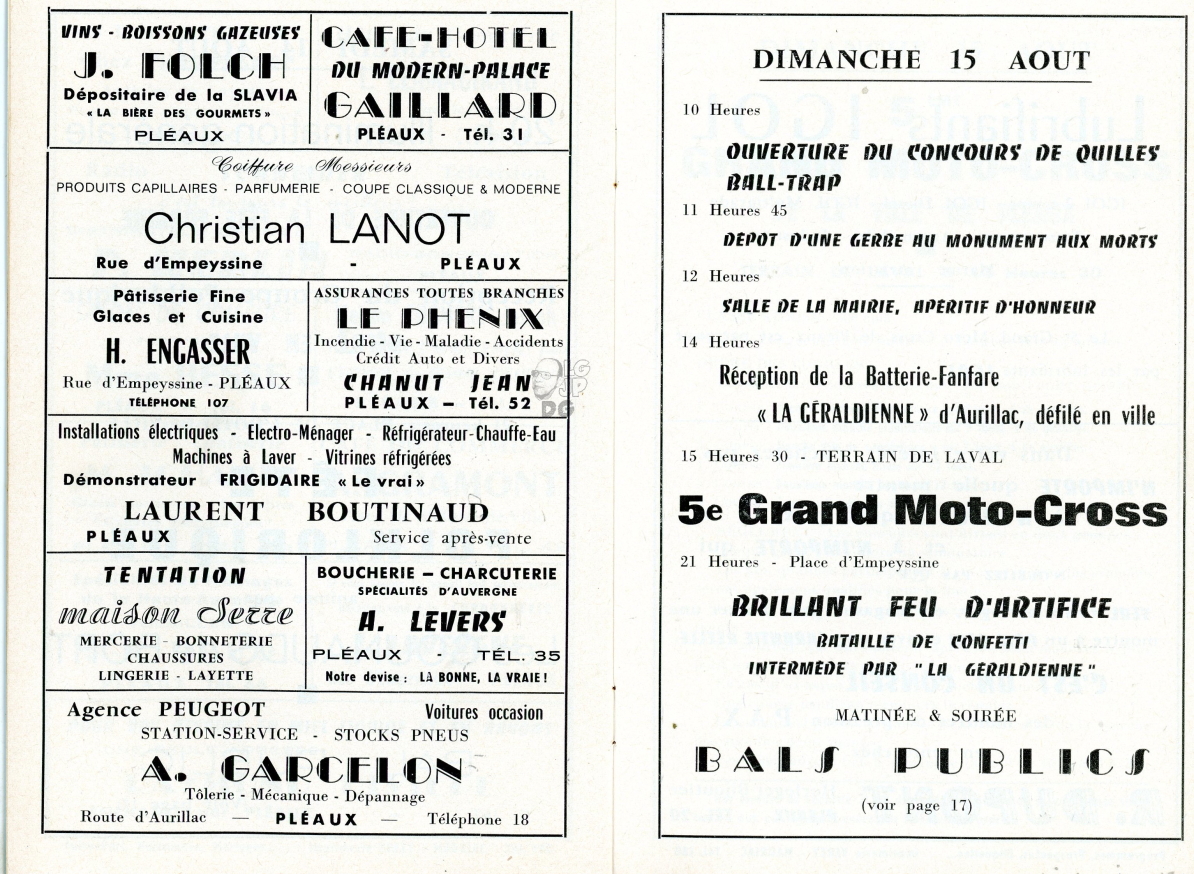 VINS - BOISSONS GAZEUSES
J. FOLCH
Dépositaire de la SLAVIA
« LA BIÈRE DES GOURMETS »
PLÉAUX
CAFE-HOTEL
DU MODERN-PALACE
GAILLARD
PLÉAUX - Tél. 31
Coiffure Messieurs
PRODUITS CAPILLAIRES - PARFUMERIE - COUPE CLASSIQUE & MODERNE
Christian LANOT
Rue d'Empeyssine - PLÉAUX
Pâtisserie Fine
Glaces et Cuisine
H. ENGASSER
Rue d'Empeyssine - PLÉAUX
TÉLÉPHONE 107
ASSURANCES TOUTES BRANCHES
LE PHENIX
Incendie - Vie - Maladie - Accidents
Crédit Auto et Divers
CHANUT JEAN
PLÉAUX — Tél. 52
LG
JP
DG
Installations électriques - Electro-Ménager - Réfrigérateur-Chauffe-Eau
Machines à Laver - Vitrines réfrigérées
Démonstrateur FRIGIDAIRE « Le vrai »
LAURENT BOUTINAUD
PLÉAUX Service après-vente
TENTATION
maison Serre
MERCERIE - BONNETERIE
CHAUSSURES
LINGERIE - LAYETTE
BOUCHERIE — CHARCUTERIE
SPÉCIALITÉS D'AUVERGNE
A. LEVERS
PLÉAUX - TÉL. 35
Notre devise : LA BONNE, LA VRAIE !
Agence PEUGEOT Voitures occasion
STATION-SERVICE - STOCKS PNEUS
A. GARCELON
Tôlerie - Mécanique - Dépannage
Route d'Aurillac — PLÉAUX — Téléphone 18
DIMANCHE 15 AOUT
10 Heures
OUVERTURE DU CONCOURS DE QUILLES
BALL-TRAP
11 Heures 45
DÉPOT D'UNE GERBE AU MONUMENT AUX MORTS
12 Heures
SALLE DE LA MAIRIE, APÉRITIF D'HONNEUR
14 Heures
Réception de la Batterie-Fanfare
« LA GÉRALDIENNE » d'Aurillac, défilé en ville
15 Heures 30 - TERRAIN DE LAVAL
5e Grand Moto-Cross
21 Heures - Place d'Empeyssine
BRILLANT FEU D'ARTIFICE
BATAILLE DE CONFETTI
INTERMÈDE PAR " LA GÉRALDIENNE "
MATINÉE & SOIRÉE
BALS PUBLICS
(voir page 17)